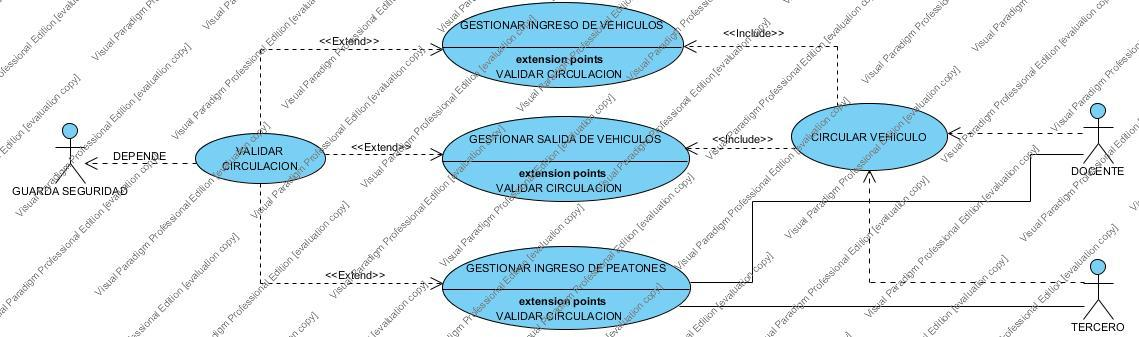 GESTIONAR INGRESO DE VEHICULOS
extension points
VALIDAR CIRCULACION
<<Extend>>
<<Include>>
GESTIONAR SALIDA DE VEHICULOS
extension points
VALIDAR CIRCULACION
<<Extend>>
<<Include>>
VALIDAR
CIRCULACION
DEPENDE
GUARDA SEGURIDAD
CIRCULAR VEHÍCULO
DOCENTE
GESTIONAR INGRESO DE PEATONES
extension points
VALIDAR CIRCULACION
<<Extend>>
TERCERO
Visual Paradigm Professional Edition [evaluation copy]